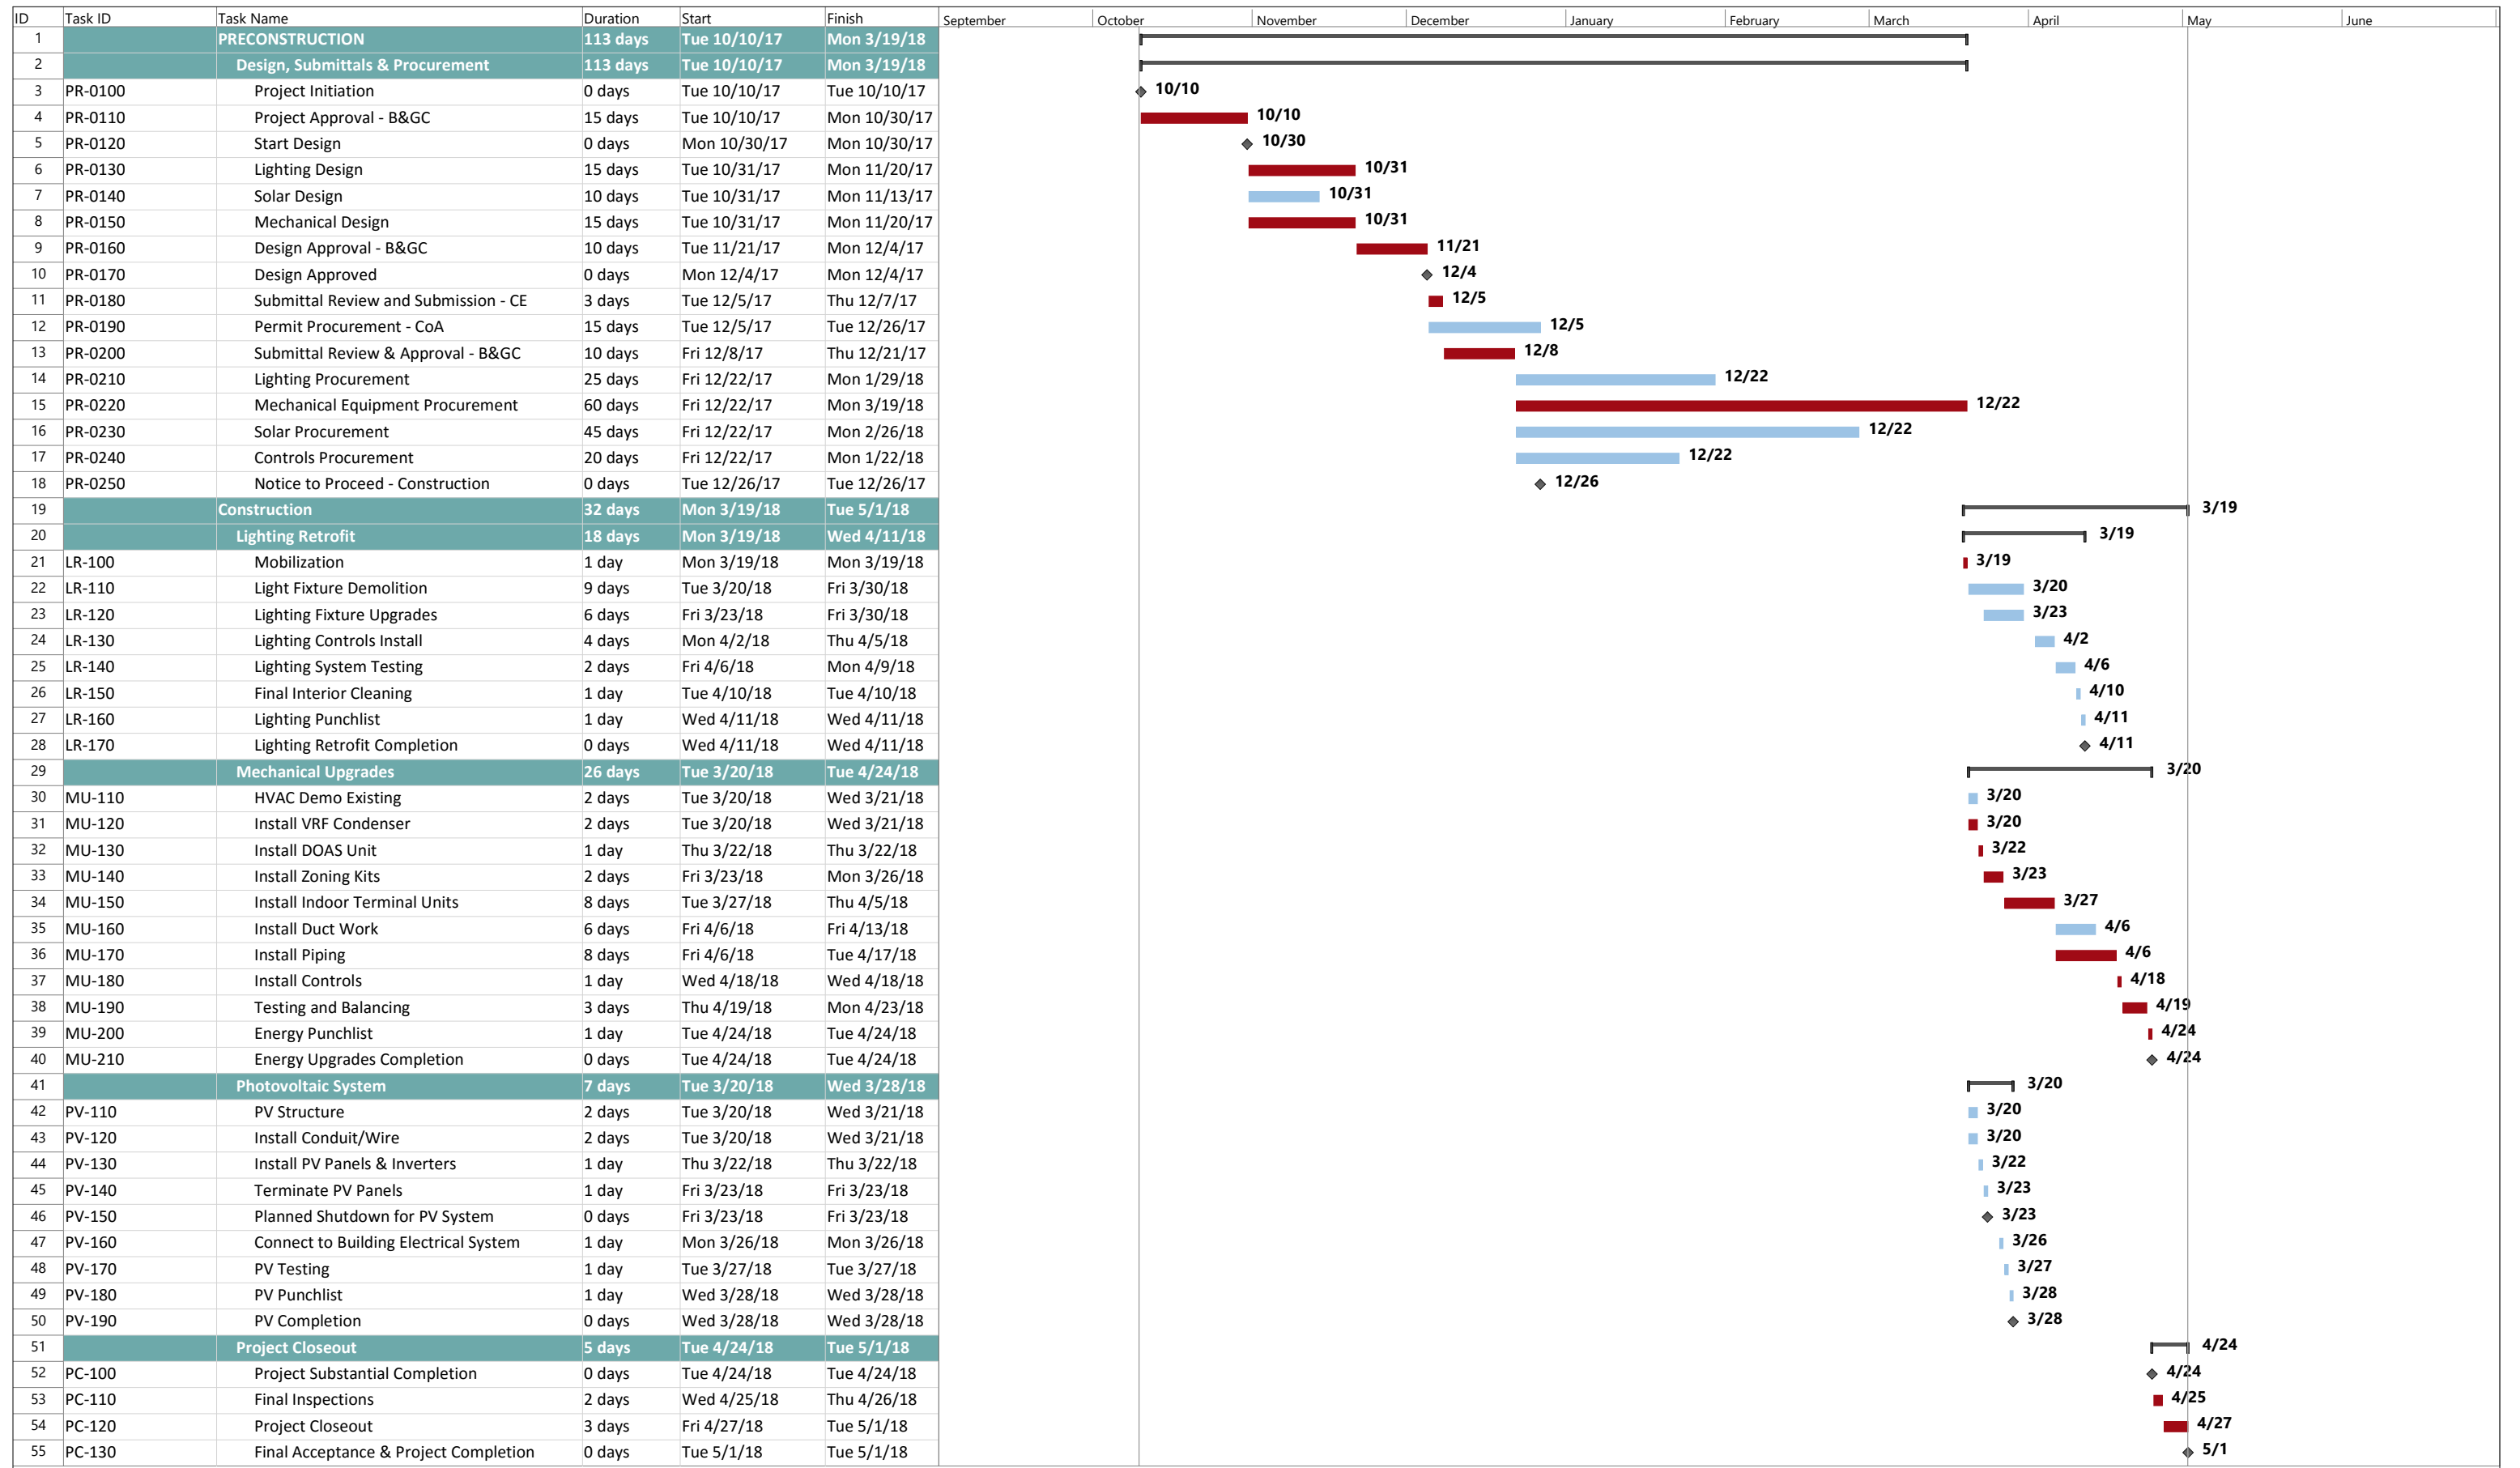 ID Task ID Task Name Duration Start Finish September October November December January February March April May June
1 PRECONSTRUCTION 113 days Tue 10/10/17 Mon 3/19/18
2 Design, Submittals & Procurement 113 days Tue 10/10/17 Mon 3/19/18
3 PR-0100 Project Initiation 0 days Tue 10/10/17 Tue 10/10/17 10/10
4 PR-0110 Project Approval - B&GC 15 days Tue 10/10/17 Mon 10/30/17 10/10
5 PR-0120 Start Design 0 days Mon 10/30/17 Mon 10/30/17 10/30
6 PR-0130 Lighting Design 15 days Tue 10/31/17 Mon 11/20/17 10/31
7 PR-0140 Solar Design 10 days Tue 10/31/17 Mon 11/13/17 10/31
8 PR-0150 Mechanical Design 15 days Tue 10/31/17 Mon 11/20/17 10/31
9 PR-0160 Design Approval - B&GC 10 days Tue 11/21/17 Mon 12/4/17 11/21
10 PR-0170 Design Approved 0 days Mon 12/4/17 Mon 12/4/17 12/4
11 PR-0180 Submittal Review and Submission - CE 3 days Tue 12/5/17 Thu 12/7/17 12/5
12 PR-0190 Permit Procurement - CoA 15 days Tue 12/5/17 Tue 12/26/17 12/5
13 PR-0200 Submittal Review & Approval - B&GC 10 days Fri 12/8/17 Thu 12/21/17 12/8
14 PR-0210 Lighting Procurement 25 days Fri 12/22/17 Mon 1/29/18 12/22
15 PR-0220 Mechanical Equipment Procurement 60 days Fri 12/22/17 Mon 3/19/18 12/22
16 PR-0230 Solar Procurement 45 days Fri 12/22/17 Mon 2/26/18 12/22
17 PR-0240 Controls Procurement 20 days Fri 12/22/17 Mon 1/22/18 12/22
18 PR-0250 Notice to Proceed - Construction 0 days Tue 12/26/17 Tue 12/26/17 12/26
19 Construction 32 days Mon 3/19/18 Tue 5/1/18 3/19
20 Lighting Retrofit 18 days Mon 3/19/18 Wed 4/11/18 3/19
21 LR-100 Mobilization 1 day Mon 3/19/18 Mon 3/19/18 3/19
22 LR-110 Light Fixture Demolition 9 days Tue 3/20/18 Fri 3/30/18 3/20
23 LR-120 Lighting Fixture Upgrades 6 days Fri 3/23/18 Fri 3/30/18 3/23
24 LR-130 Lighting Controls Install 4 days Mon 4/2/18 Thu 4/5/18 4/2
25 LR-140 Lighting System Testing 2 days Fri 4/6/18 Mon 4/9/18 4/6
26 LR-150 Final Interior Cleaning 1 day Tue 4/10/18 Tue 4/10/18 4/10
27 LR-160 Lighting Punchlist 1 day Wed 4/11/18 Wed 4/11/18 4/11
28 LR-170 Lighting Retrofit Completion 0 days Wed 4/11/18 Wed 4/11/18 4/11
29 Mechanical Upgrades 26 days Tue 3/20/18 Tue 4/24/18 3/20
30 MU-110 HVAC Demo Existing 2 days Tue 3/20/18 Wed 3/21/18 3/20
31 MU-120 Install VRF Condenser 2 days Tue 3/20/18 Wed 3/21/18 3/20
32 MU-130 Install DOAS Unit 1 day Thu 3/22/18 Thu 3/22/18 3/22
33 MU-140 Install Zoning Kits 2 days Fri 3/23/18 Mon 3/26/18 3/23
34 MU-150 Install Indoor Terminal Units 8 days Tue 3/27/18 Thu 4/5/18 3/27
35 MU-160 Install Duct Work 6 days Fri 4/6/18 Fri 4/13/18 4/6
36 MU-170 Install Piping 8 days Fri 4/6/18 Tue 4/17/18 4/6
37 MU-180 Install Controls 1 day Wed 4/18/18 Wed 4/18/18 4/18
38 MU-190 Testing and Balancing 3 days Thu 4/19/18 Mon 4/23/18 4/19
39 MU-200 Energy Punchlist 1 day Tue 4/24/18 Tue 4/24/18 4/24
40 MU-210 Energy Upgrades Completion 0 days Tue 4/24/18 Tue 4/24/18 4/24
41 Photovoltaic System 7 days Tue 3/20/18 Wed 3/28/18 3/20
42 PV-110 PV Structure 2 days Tue 3/20/18 Wed 3/21/18 3/20
43 PV-120 Install Conduit/Wire 2 days Tue 3/20/18 Wed 3/21/18 3/20
44 PV-130 Install PV Panels & Inverters 1 day Thu 3/22/18 Thu 3/22/18 3/22
45 PV-140 Terminate PV Panels 1 day Fri 3/23/18 Fri 3/23/18 3/23
46 PV-150 Planned Shutdown for PV System 0 days Fri 3/23/18 Fri 3/23/18 3/23
47 PV-160 Connect to Building Electrical System 1 day Mon 3/26/18 Mon 3/26/18 3/26
48 PV-170 PV Testing 1 day Tue 3/27/18 Tue 3/27/18 3/27
49 PV-180 PV Punchlist 1 day Wed 3/28/18 Wed 3/28/18 3/28
50 PV-190 PV Completion 0 days Wed 3/28/18 Wed 3/28/18 3/28
51 Project Closeout 5 days Tue 4/24/18 Tue 5/1/18 4/24
52 PC-100 Project Substantial Completion 0 days Tue 4/24/18 Tue 4/24/18 4/24
53 PC-110 Final Inspections 2 days Wed 4/25/18 Thu 4/26/18 4/25
54 PC-120 Project Closeout 3 days Fri 4/27/18 Tue 5/1/18 4/27
55 PC-130 Final Acceptance & Project Completion 0 days Tue 5/1/18 Tue 5/1/18 5/1